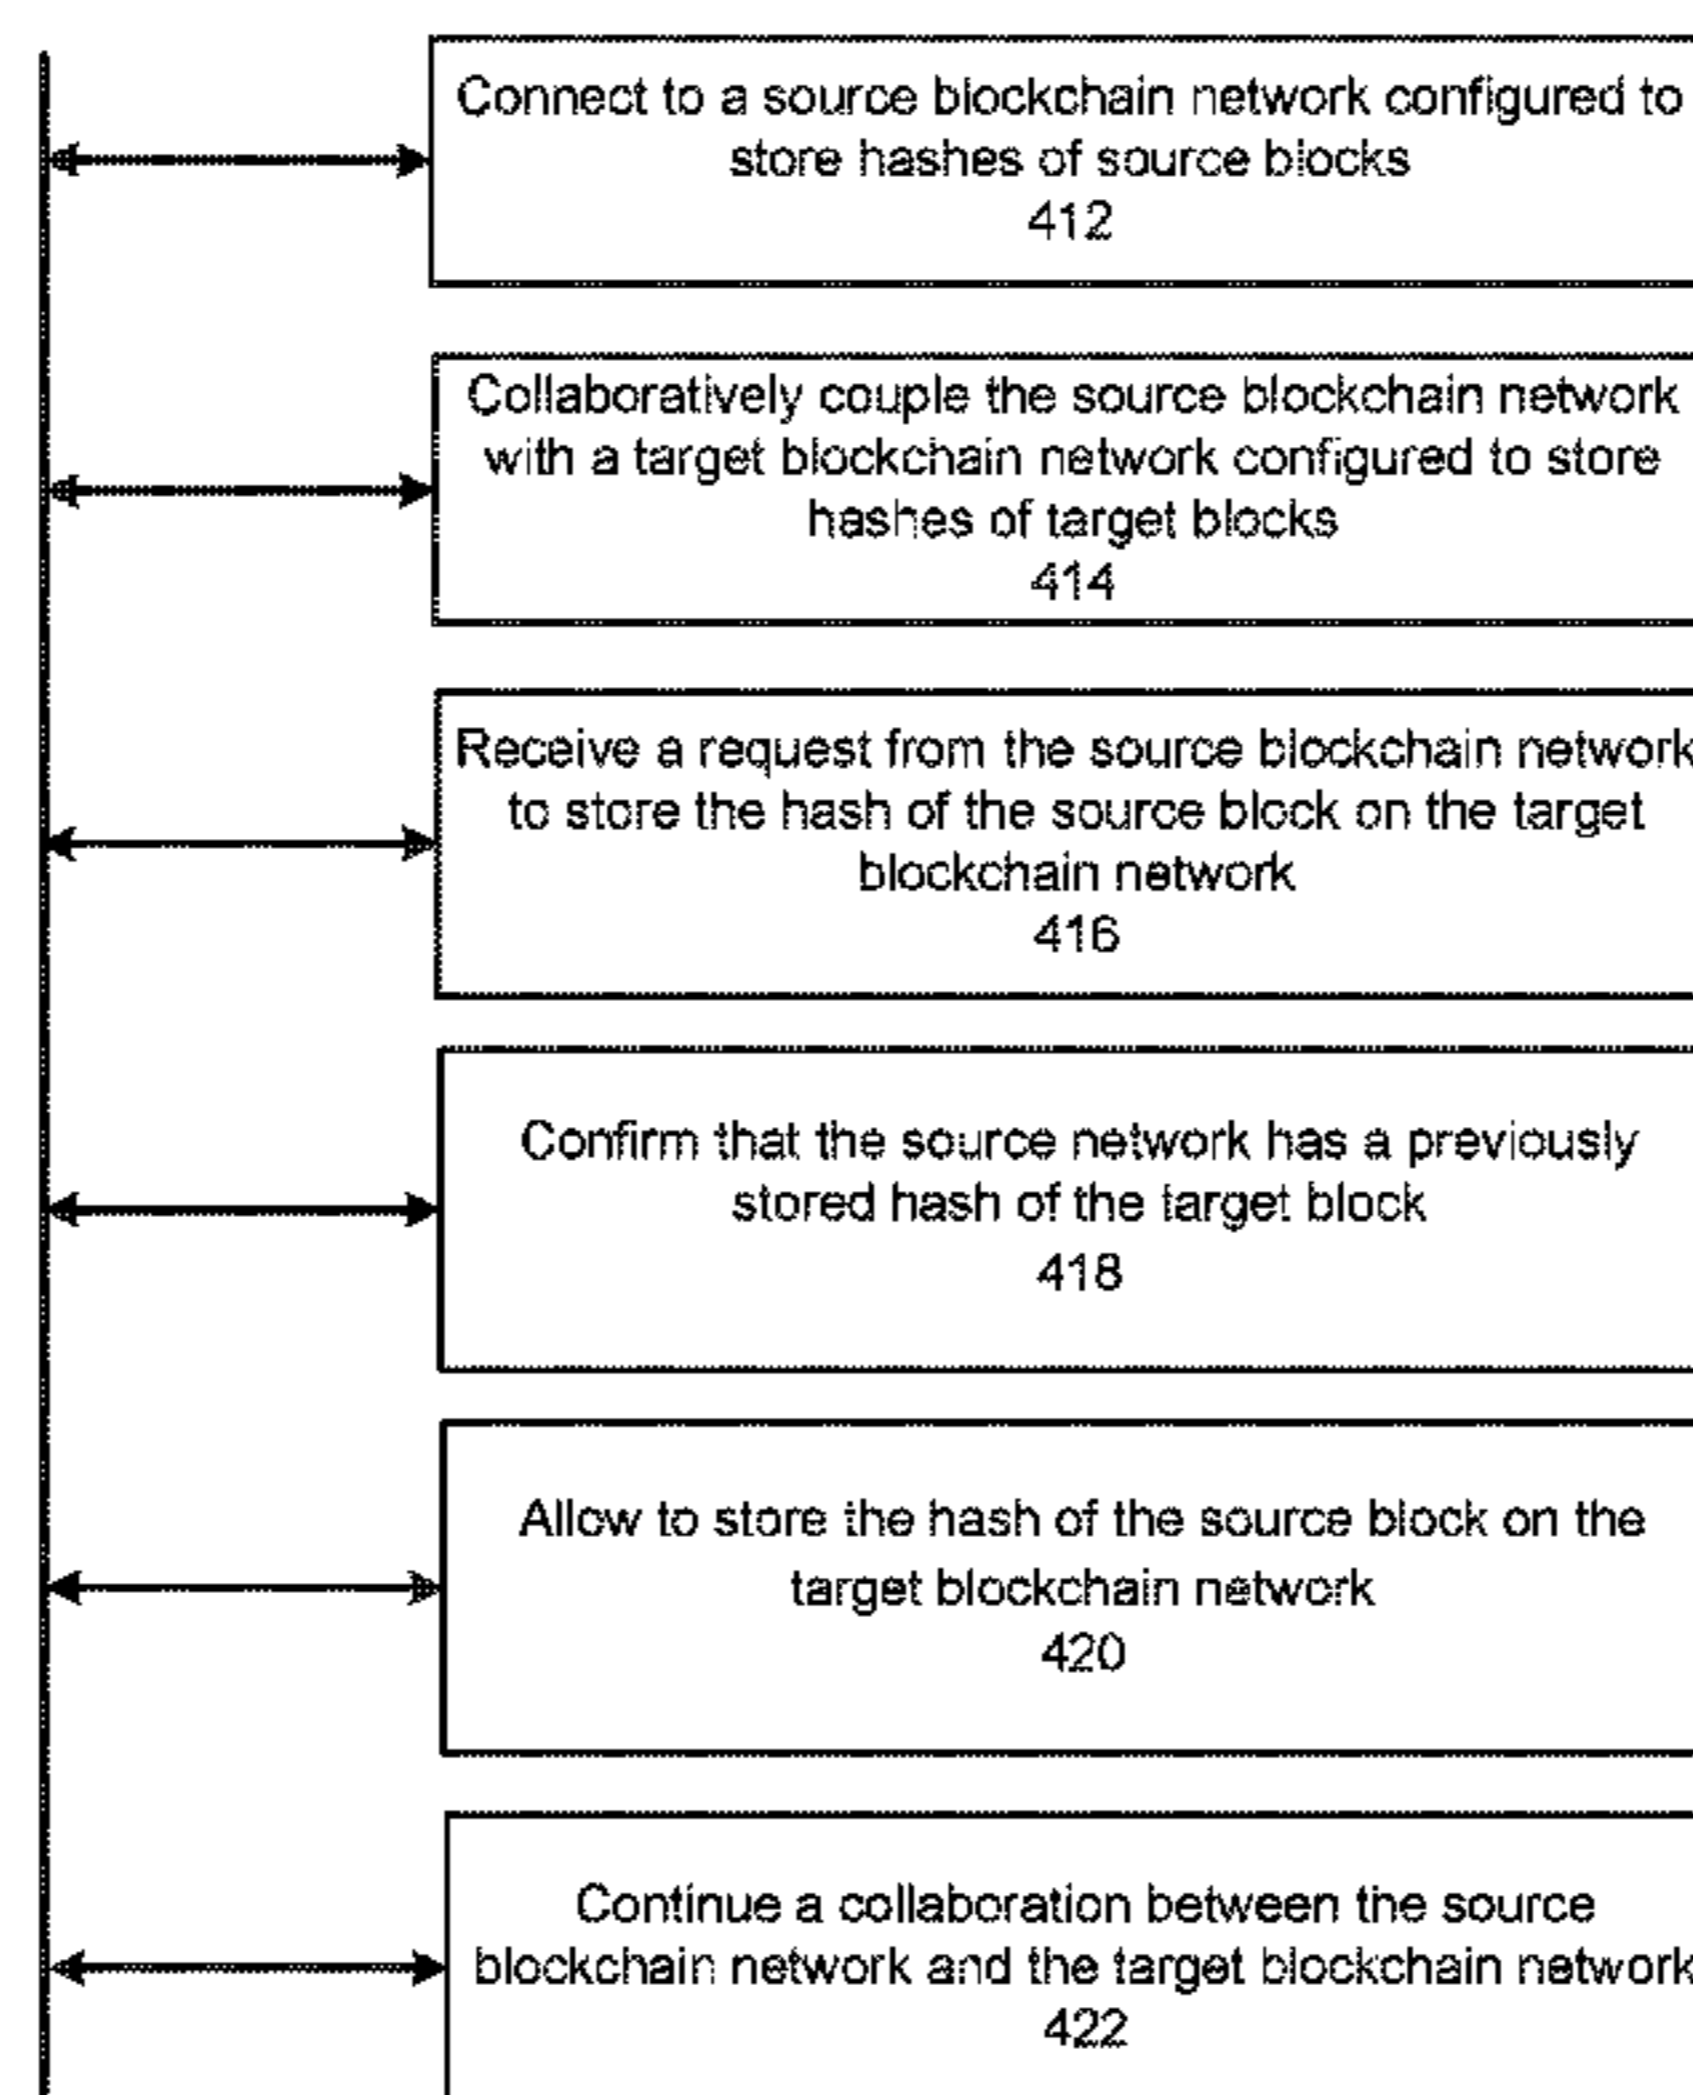 Connect to a source blockchain network configured to
store hashes of source blocks
412
Collaboratively couple the source blockchain network
with a target blockchain network configured to store
hashes of target blocks
414
Receive a request from the source blockchain network
to store the hash of the source block on the target
blockchain network
416
Confirm that the source network has a previously
stored hash of the target block
418
Allow to store the hash of the source block on the
target blockchain network
420
Continue a collaboration between the source
blockchain network and the target blockchain network
422